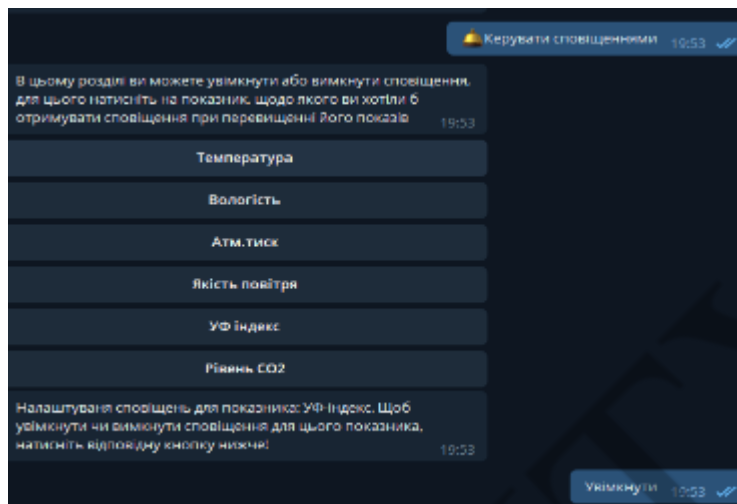 🛎Керувати сповіщеннями 19:53
В цьому розділі ви можете увімкнути або вимкнути сповіщення,
для цього натисніть на показник, щодо якого ви хотіли б
отримувати сповіщення при перевищенні його показів 19:53
Температура
Вологість
Атм.тиск
Якість повітря
УФ індекс
Рівень CO2
Налаштуваня сповіщень для показника: УФ-індекс. Щоб
увімкнути чи вимкнути сповіщення для цього показника,
натисніть відповідну кнопку нижче! 19:53
Увімкнути 19:53